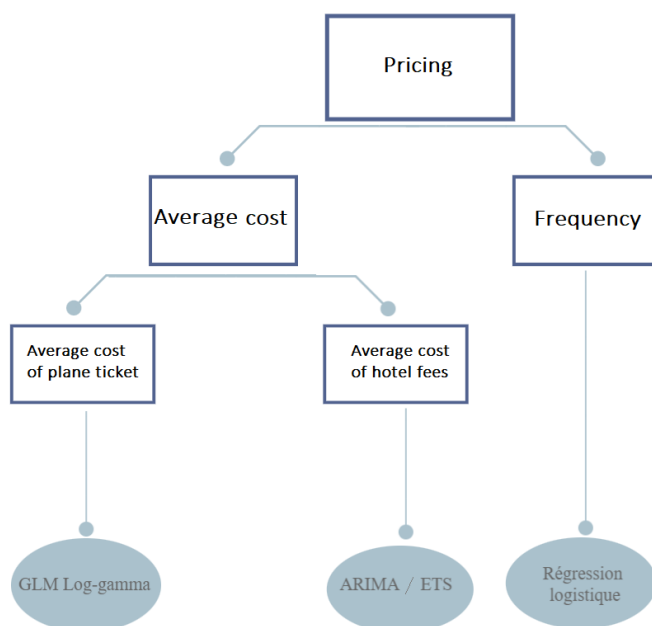 Pricing
Average cost
Frequency
Average cost
of plane ticket
Average cost
of hotel fees
GLM Log-gamma
ARIMA / ETS
Régression
logistique